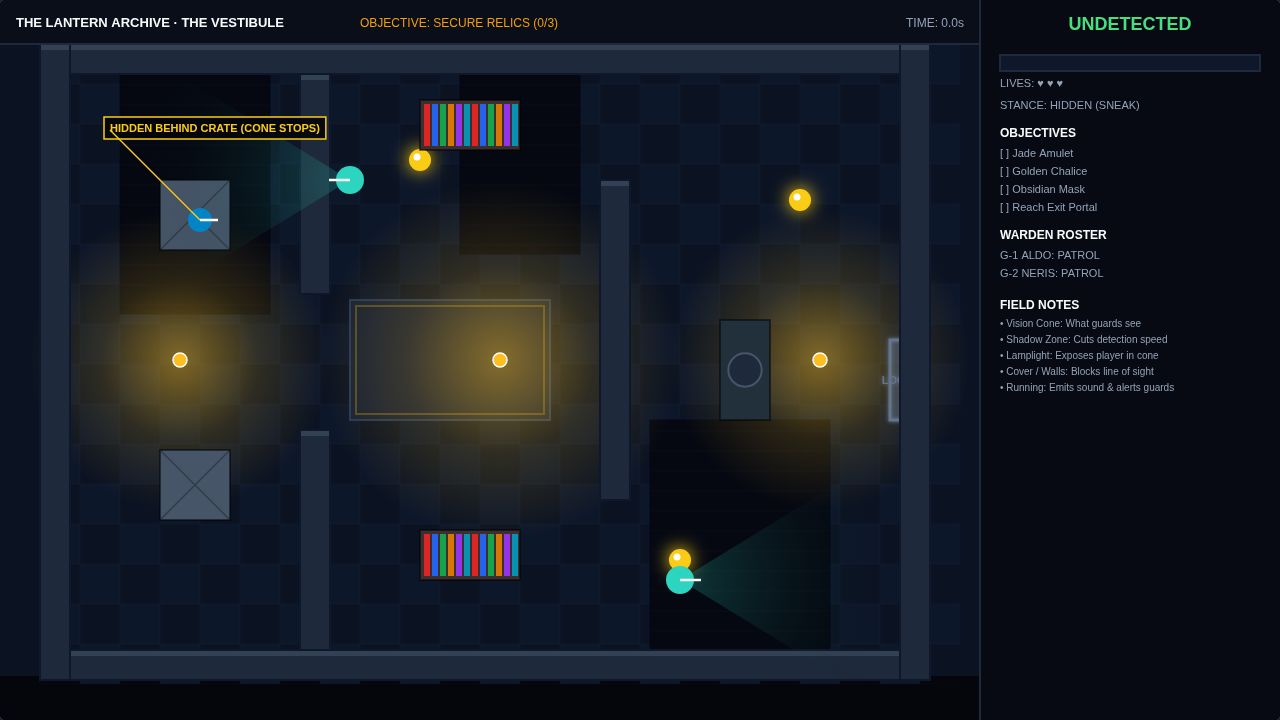 THE LANTERN ARCHIVE · THE VESTIBULE
OBJECTIVE: SECURE RELICS (0/3)
TIME: 0.0s
HIDDEN BEHIND CRATE (CONE STOPS)
UNDETECTED
LIVES: ♥ ♥ ♥
STANCE: HIDDEN (SNEAK)
OBJECTIVES
[ ] Jade Amulet
[ ] Golden Chalice
[ ] Obsidian Mask
[ ] Reach Exit Portal
WARDEN ROSTER
G-1 ALDO: PATROL
G-2 NERIS: PATROL
FIELD NOTES
• Vision Cone: What guards see
• Shadow Zone: Cuts detection speed
• Lamplight: Exposes player in cone
• Cover / Walls: Blocks line of sight
• Running: Emits sound & alerts guards